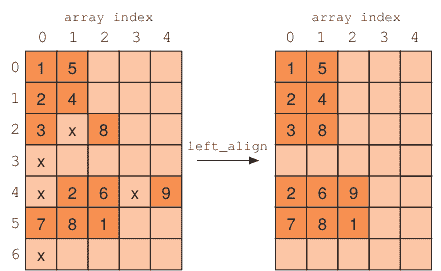 array index array index
0 1 2 3 4 0 1 2 3 4
0 1 5 1 5
1 2 4 2 4
2 3 x 8 3 8
left_align
3 x
4 x 2 6 x 9 2 6 9
5 7 8 1 7 8 1
6 x